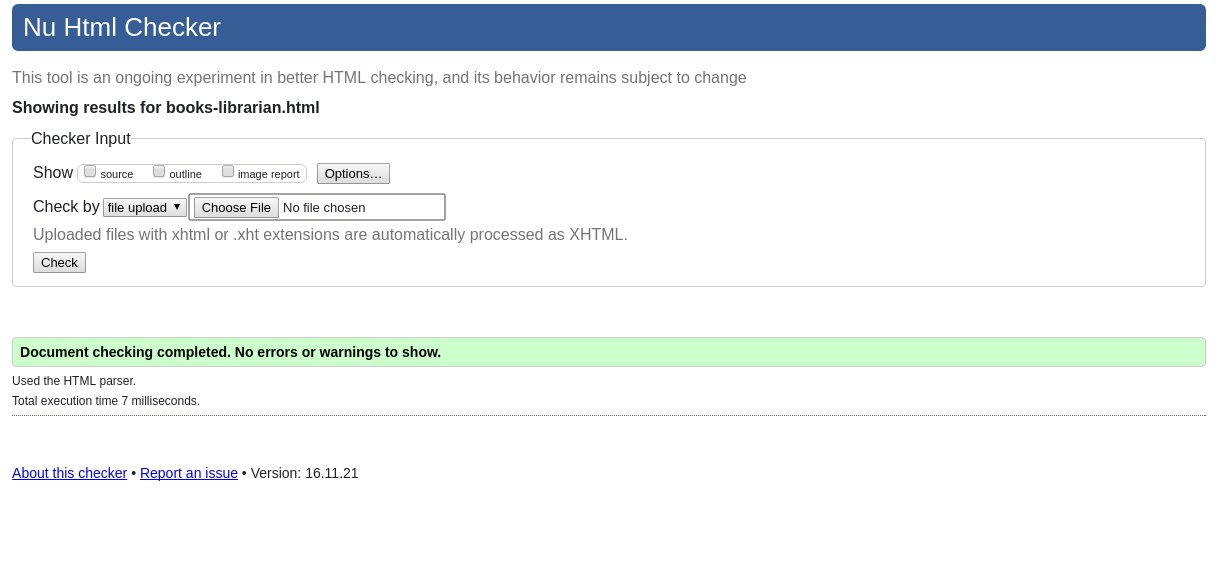 Nu Html Checker
This tool is an ongoing experiment in better HTML checking, and its behavior remains subject to change
Showing results for books-librarian.html
Checker Input
Show source outline image report Options…
Check by file upload ▼ Choose File No file chosen
Uploaded files with xhtml or .xht extensions are automatically processed as XHTML.
Check
Document checking completed. No errors or warnings to show.
Used the HTML parser.
Total execution time 7 milliseconds.
About this checker • Report an issue • Version: 16.11.21